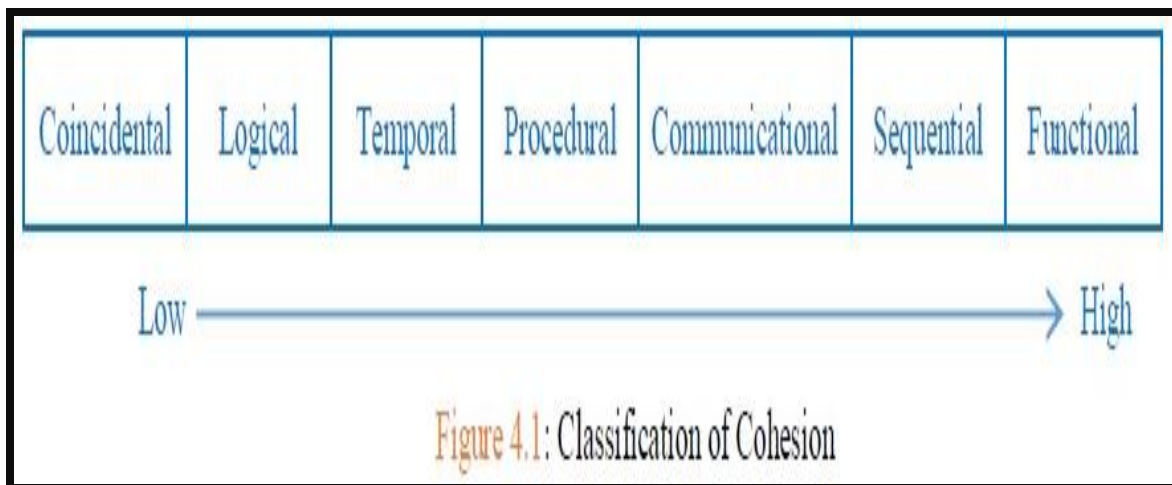 Coincidental Logical Temporal Procedural Communicational Sequential Functional
Low High
Figure 4.1: Classification of Cohesion